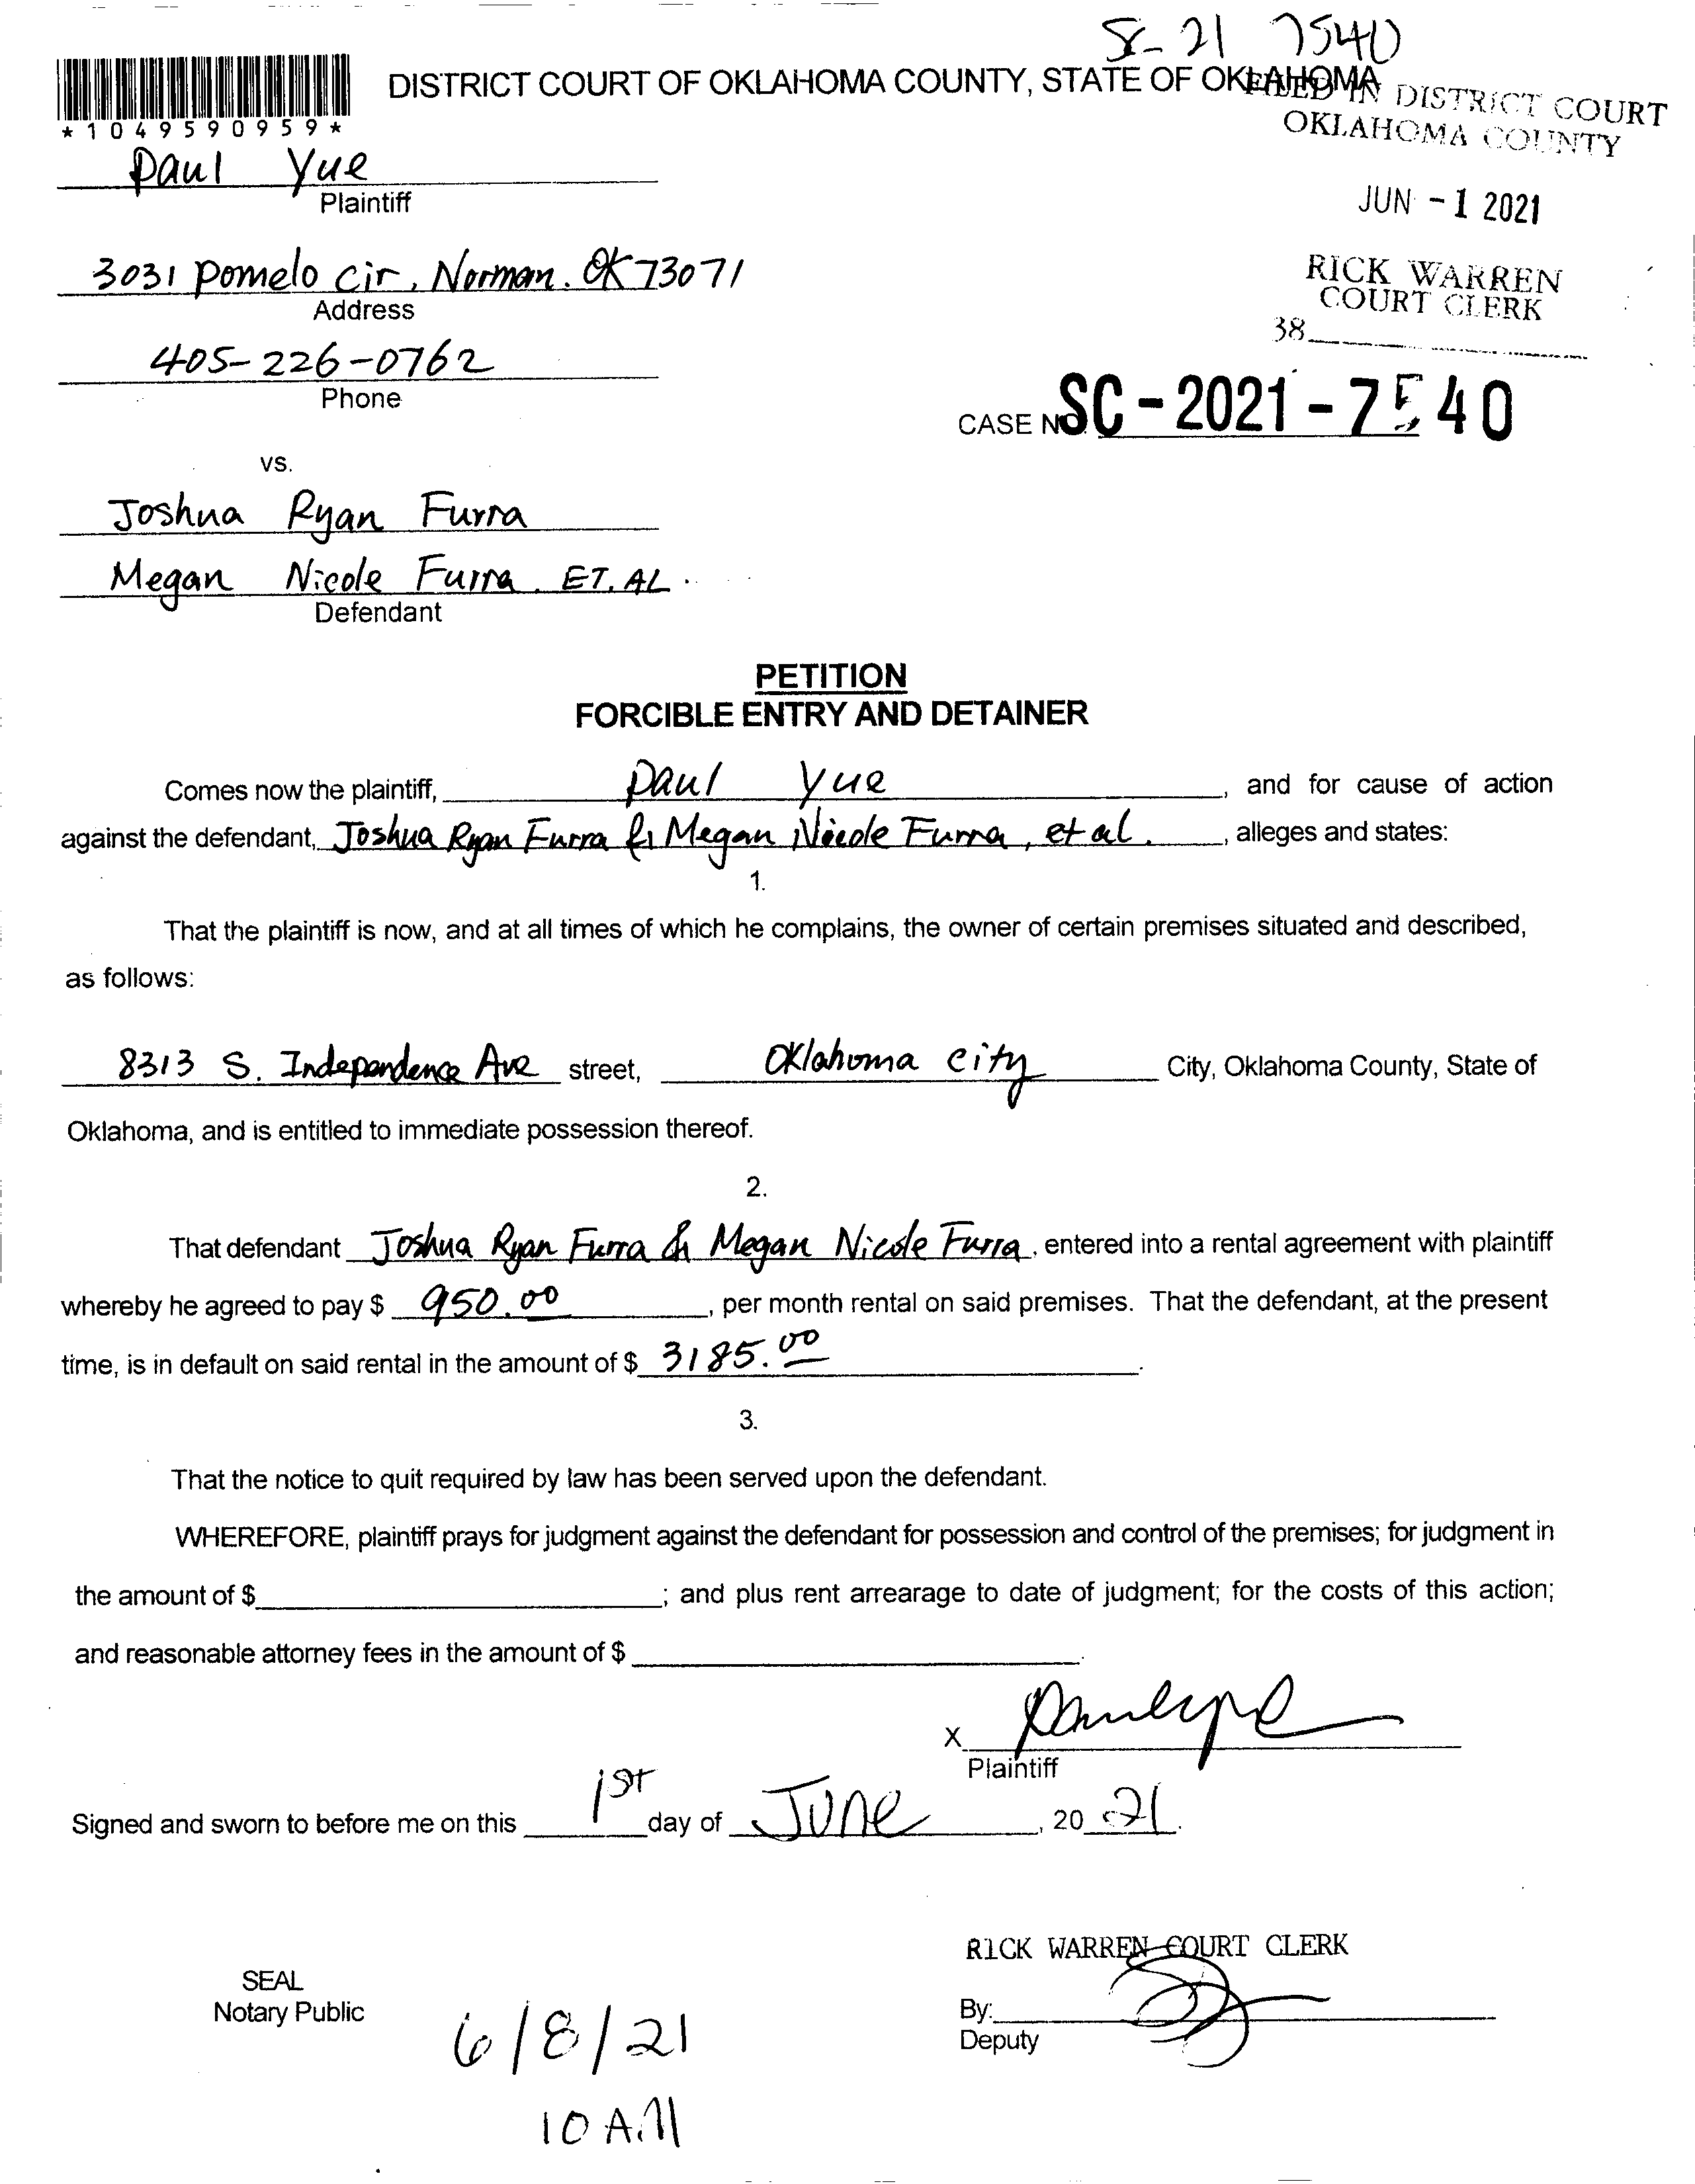 SC-21 7540
DISTRICT COURT OF OKLAHOMA COUNTY, STATE OF OKLAHOMA
FILED IN DISTRICT COURT
OKLAHOMA COUNTY
*1049590959*
Paul Yue
Plaintiff
JUN -1 2021
3031 Pomelo Cir, Norman. OK 73071
Address
RICK WARREN
COURT CLERK
38
405-226-0762
Phone
CASE NO. SC-2021-7540
vs.
Joshua Ryan Furra
Megan Nicole Furra. ET. AL.
Defendant
PETITION
FORCIBLE ENTRY AND DETAINER
Comes now the plaintiff, Paul Yue, and for cause of action
against the defendant, Joshua Ryan Furra & Megan Nicole Furra, et al., alleges and states:
1.
That the plaintiff is now, and at all times of which he complains, the owner of certain premises situated and described,
as follows:
8313 S. Independence Ave street, Oklahoma city City, Oklahoma County, State of
Oklahoma, and is entitled to immediate possession thereof.
2.
That defendant Joshua Ryan Furra & Megan Nicole Furra, entered into a rental agreement with plaintiff
whereby he agreed to pay $ 950.00, per month rental on said premises. That the defendant, at the present
time, is in default on said rental in the amount of $ 3185.00.
3.
That the notice to quit required by law has been served upon the defendant.
WHEREFORE, plaintiff prays for judgment against the defendant for possession and control of the premises; for judgment in
the amount of $; and plus rent arrearage to date of judgment; for the costs of this action;
and reasonable attorney fees in the amount of $.
X
Plaintiff
Signed and sworn to before me on this 1st day of June, 20 21.
RICK WARREN COURT CLERK
SEAL
Notary Public
By:
Deputy
6/8/21
10 A.M